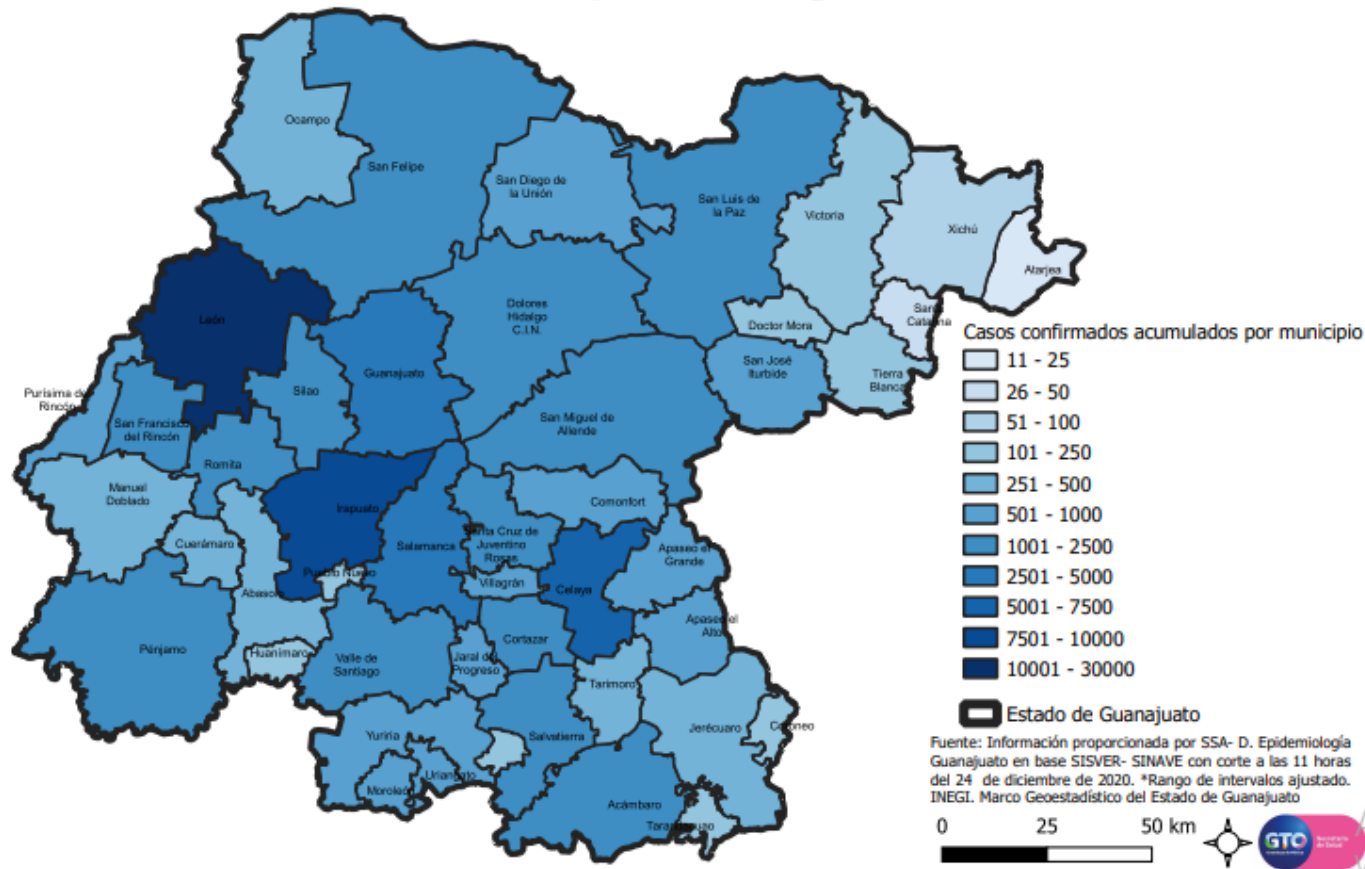 Ocampo
San Felipe
San Diego de
la Unión
San Luis de
la Paz
Victoria
Xichú
Atarjea
León
Dolores
Hidalgo
C.I.N.
Doctor Mora
Santa
Catarina
Guanajuato
Silao
San José
Iturbide
Tierra
Blanca
Purísima del
Rincón
San Francisco
del Rincón
San Miguel de
Allende
Romita
Manuel
Doblado
Irapuato
Comonfort
Cuerámaro
Salamanca
Santa Cruz de
Juventino
Rosas
Apaseo el
Grande
Pueblo Nuevo
Villagrán
Celaya
Abasolo
Apaseo el
Alto
Pénjamo
Huanímaro
Valle de
Santiago
Jaral del
Progreso
Cortazar
Tarimoro
Jerécuaro
Coroneo
Yuriria
Salvatierra
Uriangato
Moroleón
Acámbaro
Tarandacuao
Casos confirmados acumulados por municipio
11 - 25
26 - 50
51 - 100
101 - 250
251 - 500
501 - 1000
1001 - 2500
2501 - 5000
5001 - 7500
7501 - 10000
10001 - 30000
Estado de Guanajuato
Fuente: Información proporcionada por SSA- D. Epidemiología
Guanajuato en base SISVER- SINAVE con corte a las 11 horas
del 24 de diciembre de 2020. *Rango de intervalos ajustado.
INEGI. Marco Geoestadístico del Estado de Guanajuato
0 25 50 km
GTO
Secretaría
de Salud